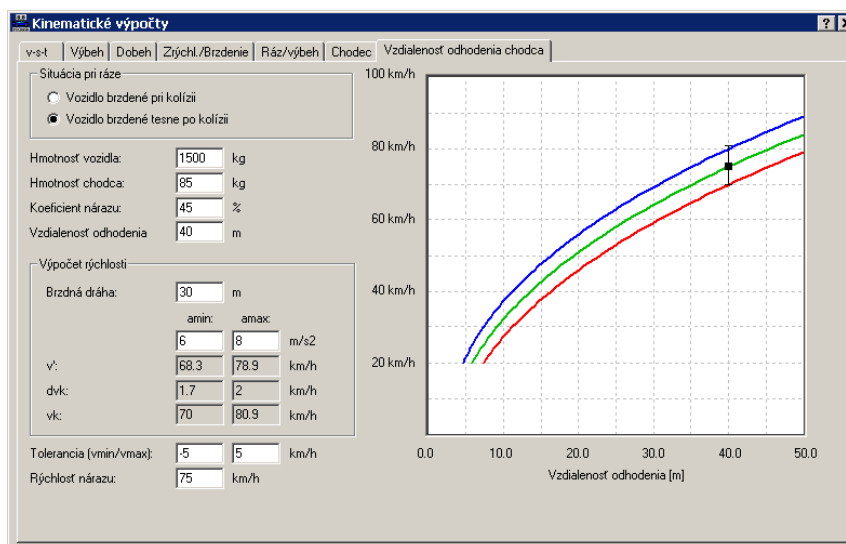 Kinematické výpočty
v-s-t Výbeh Dobeh Zrýchl./Brzdenie Ráz/výbeh Chodec Vzdialenosť odhodenia chodca
Situácia pri ráze
Vozidlo brzdené pri kolízii
Vozidlo brzdené tesne po kolízii
Hmotnosť vozidla: 1500 kg
Hmotnosť chodca: 85 kg
Koeficient nárazu: 45 %
Vzdialenosť odhodenia 40 m
Výpočet rýchlosti
Brzdná dráha: 30 m
amin: amax:
6 8 m/s2
v': 68.3 78.9 km/h
dvk: 1.7 2 km/h
vk: 70 80.9 km/h
Tolerancia (vmin/vmax): -5 5 km/h
Rýchlosť nárazu: 75 km/h
100 km/h
80 km/h
60 km/h
40 km/h
20 km/h
0.0 10.0 20.0 30.0 40.0 50.0
Vzdialenosť odhodenia [m]